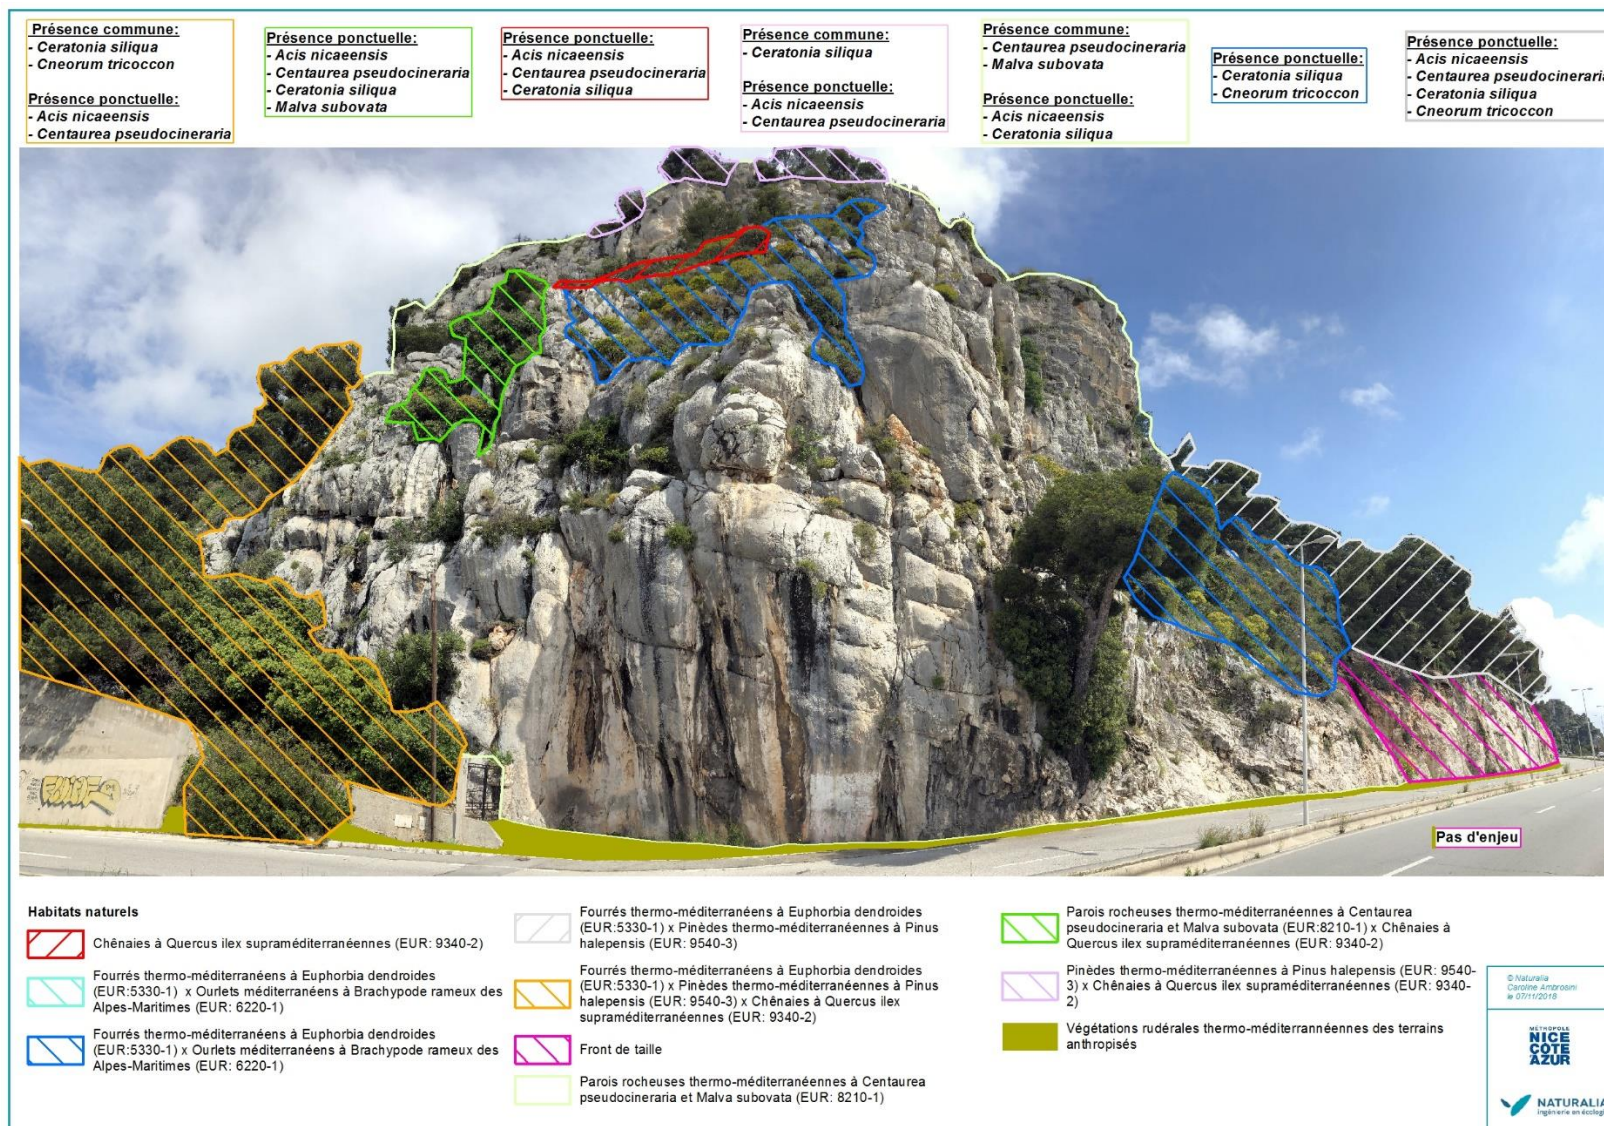 Présence commune:
- Ceratonia siliqua
- Cneorum tricoccon
Présence ponctuelle:
- Acis nicaeensis
- Centaurea pseudocineraria
Présence ponctuelle:
- Acis nicaeensis
- Centaurea pseudocineraria
- Ceratonia siliqua
- Malva subovata
Présence ponctuelle:
- Acis nicaeensis
- Centaurea pseudocineraria
- Ceratonia siliqua
Présence commune:
- Ceratonia siliqua
Présence ponctuelle:
- Acis nicaeensis
- Centaurea pseudocineraria
Présence commune:
- Centaurea pseudocineraria
- Malva subovata
Présence ponctuelle:
- Acis nicaeensis
- Ceratonia siliqua
Présence ponctuelle:
- Ceratonia siliqua
- Cneorum tricoccon
Présence ponctuelle:
- Acis nicaeensis
- Centaurea pseudocineraria
- Ceratonia siliqua
- Cneorum tricoccon
Pas d'enjeu
Habitats naturels
Chênaies à Quercus ilex supraméditerranéennes (EUR: 9340-2)
Fourrés thermo-méditerranéens à Euphorbia dendroides
(EUR:5330-1) x Ourlets méditerranéens à Brachypode rameux des
Alpes-Maritimes (EUR: 6220-1)
Fourrés thermo-méditerranéens à Euphorbia dendroides
(EUR:5330-1) x Ourlets méditerranéens à Brachypode rameux des
Alpes-Maritimes (EUR: 6220-1)
Fourrés thermo-méditerranéens à Euphorbia dendroides
(EUR:5330-1) x Pinèdes thermo-méditerranéennes à Pinus
halepensis (EUR: 9540-3)
Fourrés thermo-méditerranéens à Euphorbia dendroides
(EUR:5330-1) x Pinèdes thermo-méditerranéennes à Pinus
halepensis (EUR: 9540-3) x Chênaies à Quercus ilex
supraméditerranéennes (EUR: 9340-2)
Front de taille
Parois rocheuses thermo-méditerranéennes à Centaurea
pseudocineraria et Malva subovata (EUR: 8210-1)
Parois rocheuses thermo-méditerranéennes à Centaurea
pseudocineraria et Malva subovata (EUR:8210-1) x Chênaies à
Quercus ilex supraméditerranéennes (EUR: 9340-2)
Pinèdes thermo-méditerranéennes à Pinus halepensis (EUR: 9540-
3) x Chênaies à Quercus ilex supraméditerranéennes (EUR: 9340-
2)
Végétations rudérales thermo-méditerrannéennes des terrains
anthropisés
© Naturalia
Caroline Ambrosini
le 07/11/2018
MÉTROPOLE
NICE
CÔTE
AZUR
NATURALIA
ingénierie en écologi